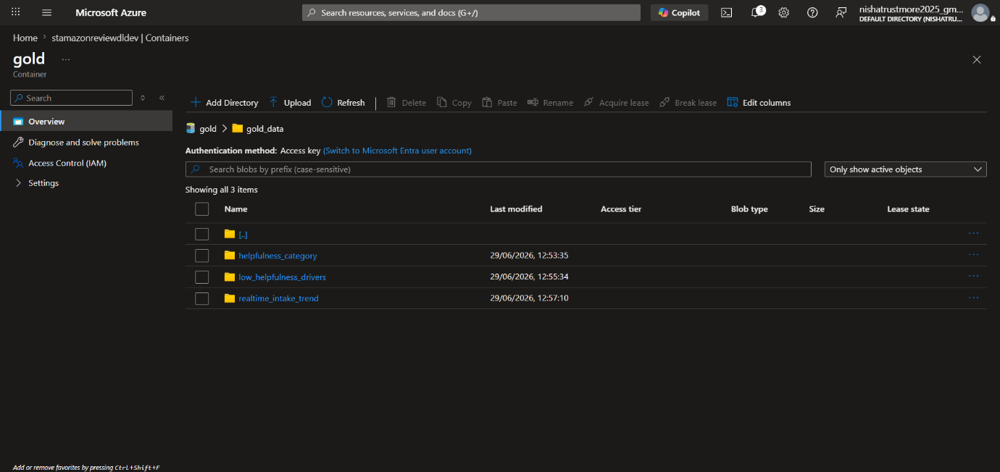 Microsoft Azure
Search resources, services, and docs (G+/)
Copilot
3
nishatrustmore2025_gm...
DEFAULT DIRECTORY (NISHATRU...
Home > stamazonreviewdldev | Containers
gold ...
Container
Search
Overview
Diagnose and solve problems
Access Control (IAM)
Settings
Add Directory Upload Refresh Delete Copy Paste Rename Acquire lease Break lease Edit columns
gold > gold_data
Authentication method: Access key (Switch to Microsoft Entra user account)
Search blobs by prefix (case-sensitive)
Only show active objects
Showing all 3 items
Name Last modified Access tier Blob type Size Lease state
[..]
helpfulness_category 29/06/2026, 12:53:35
low_helpfulness_drivers 29/06/2026, 12:55:34
realtime_intake_trend 29/06/2026, 12:57:10
Add or remove favorites by pressing Ctrl+Shift+F